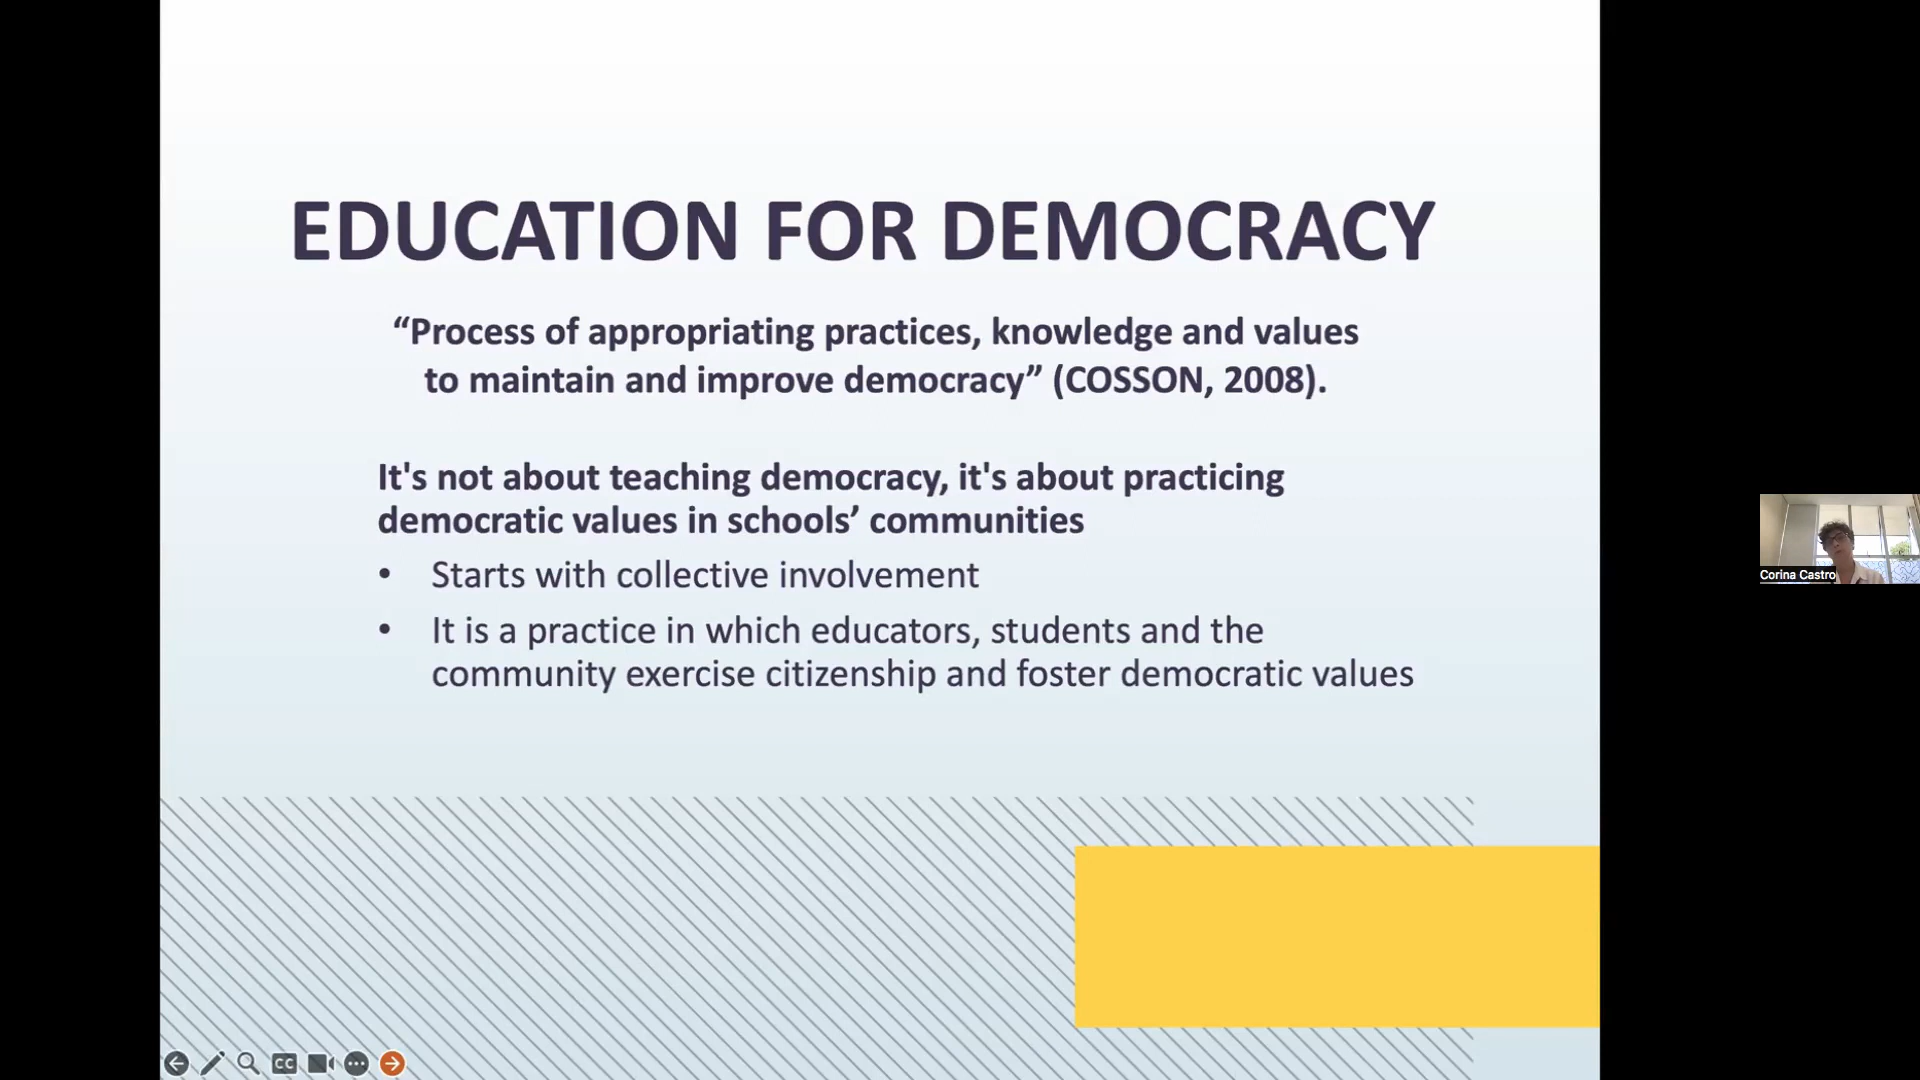 EDUCATION FOR DEMOCRACY
“Process of appropriating practices, knowledge and values
to maintain and improve democracy” (COSSON, 2008).
It's not about teaching democracy, it's about practicing
democratic values in schools’ communities
• Starts with collective involvement
• It is a practice in which educators, students and the
community exercise citizenship and foster democratic values
Corina Castro
CC